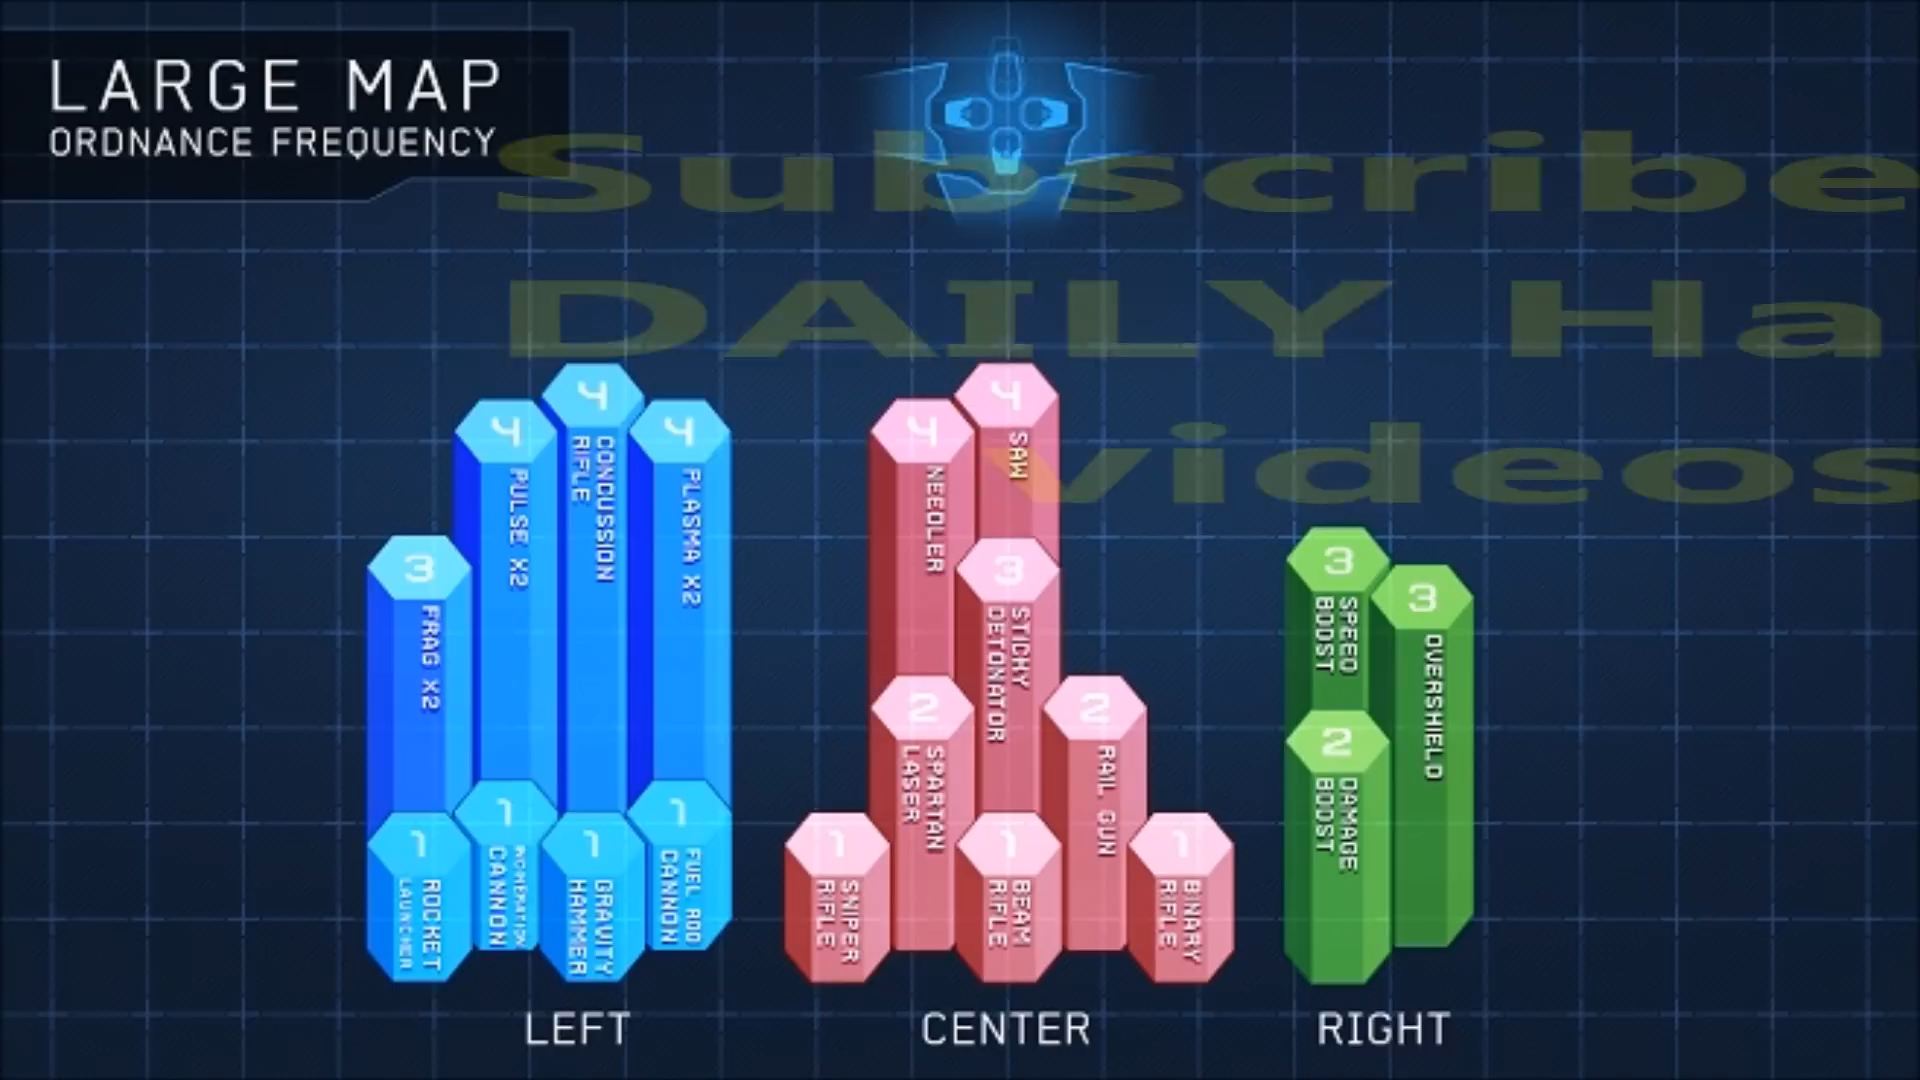 LARGE MAP
ORDNANCE FREQUENCY
Subscribe
DAILY Ha
videos
3
FRAG X2
4
PULSE X2
4
CONCUSSION
RIFLE
4
PLASMA X2
1
ROCKET
LAUNCHER
1
CANNON
1
GRAVITY
HAMMER
1
FUEL ROD
CANNON
4
NEEDLER
4
SAW
3
STICKY
DETONATOR
2
SPARTAN
LASER
2
RAIL GUN
1
SNIPER
RIFLE
1
BEAM
RIFLE
1
BINARY
RIFLE
3
SPEED
BOOST
3
OVERSHIELD
2
DAMAGE
BOOST
LEFT
CENTER
RIGHT